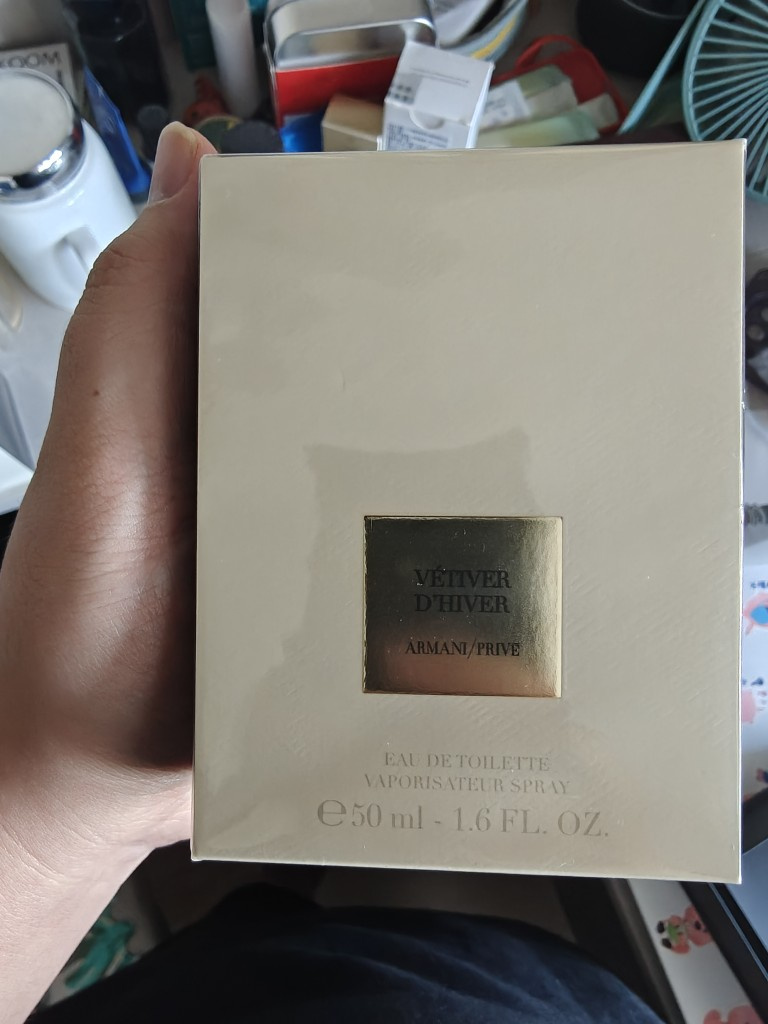 VÉTIVER
D'HIVER
ARMANI/PRIVÉ
EAU DE TOILETTE
VAPORISATEUR SPRAY
℮50 ml - 1.6 FL. OZ.